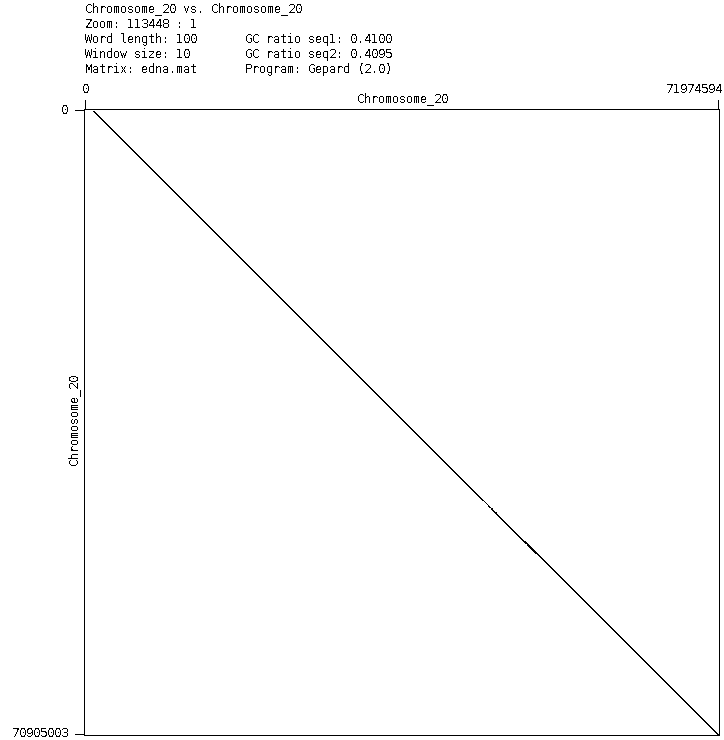 Chromosome_20 vs. Chromosome_20
Zoom: 113448 : 1
Word length: 100 GC ratio seq1: 0.4100
Window size: 10 GC ratio seq2: 0.4095
Matrix: edna.mat Program: Gepard (2.0)
0 71974594
Chromosome_20
0
Chromosome_20
70905003